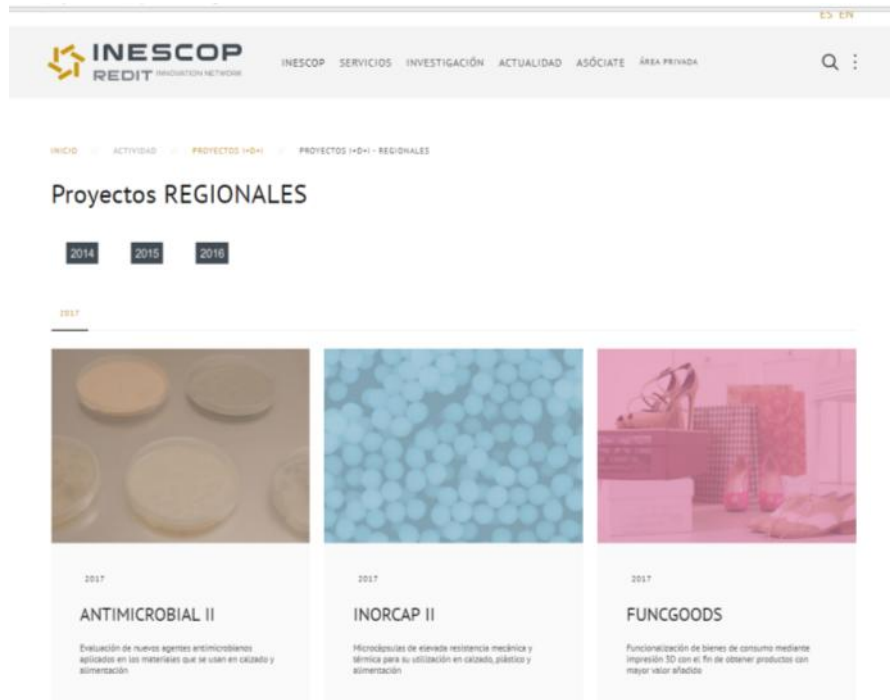 ES EN
INESCOP
REDIT INNOVATION NETWORK
INESCOP SERVICIOS INVESTIGACIÓN ACTUALIDAD ASÓCIATE ÁREA PRIVADA
INICIO ACTIVIDAD PROYECTOS I+D+I PROYECTOS I+D+I - REGIONALES
Proyectos REGIONALES
2014 2015 2016
2017
2017
ANTIMICROBIAL II
Evaluación de nuevos agentes antimicrobianos
aplicados en los materiales que se usan en calzado y
alimentación
2017
INORCAP II
Microcápsulas de elevada resistencia mecánica y
térmica para su utilización en calzado, plástico y
alimentación
2017
FUNCGOODS
Funcionalización de bienes de consumo mediante
impresión 3D con el fin de obtener productos con
mayor valor añadido